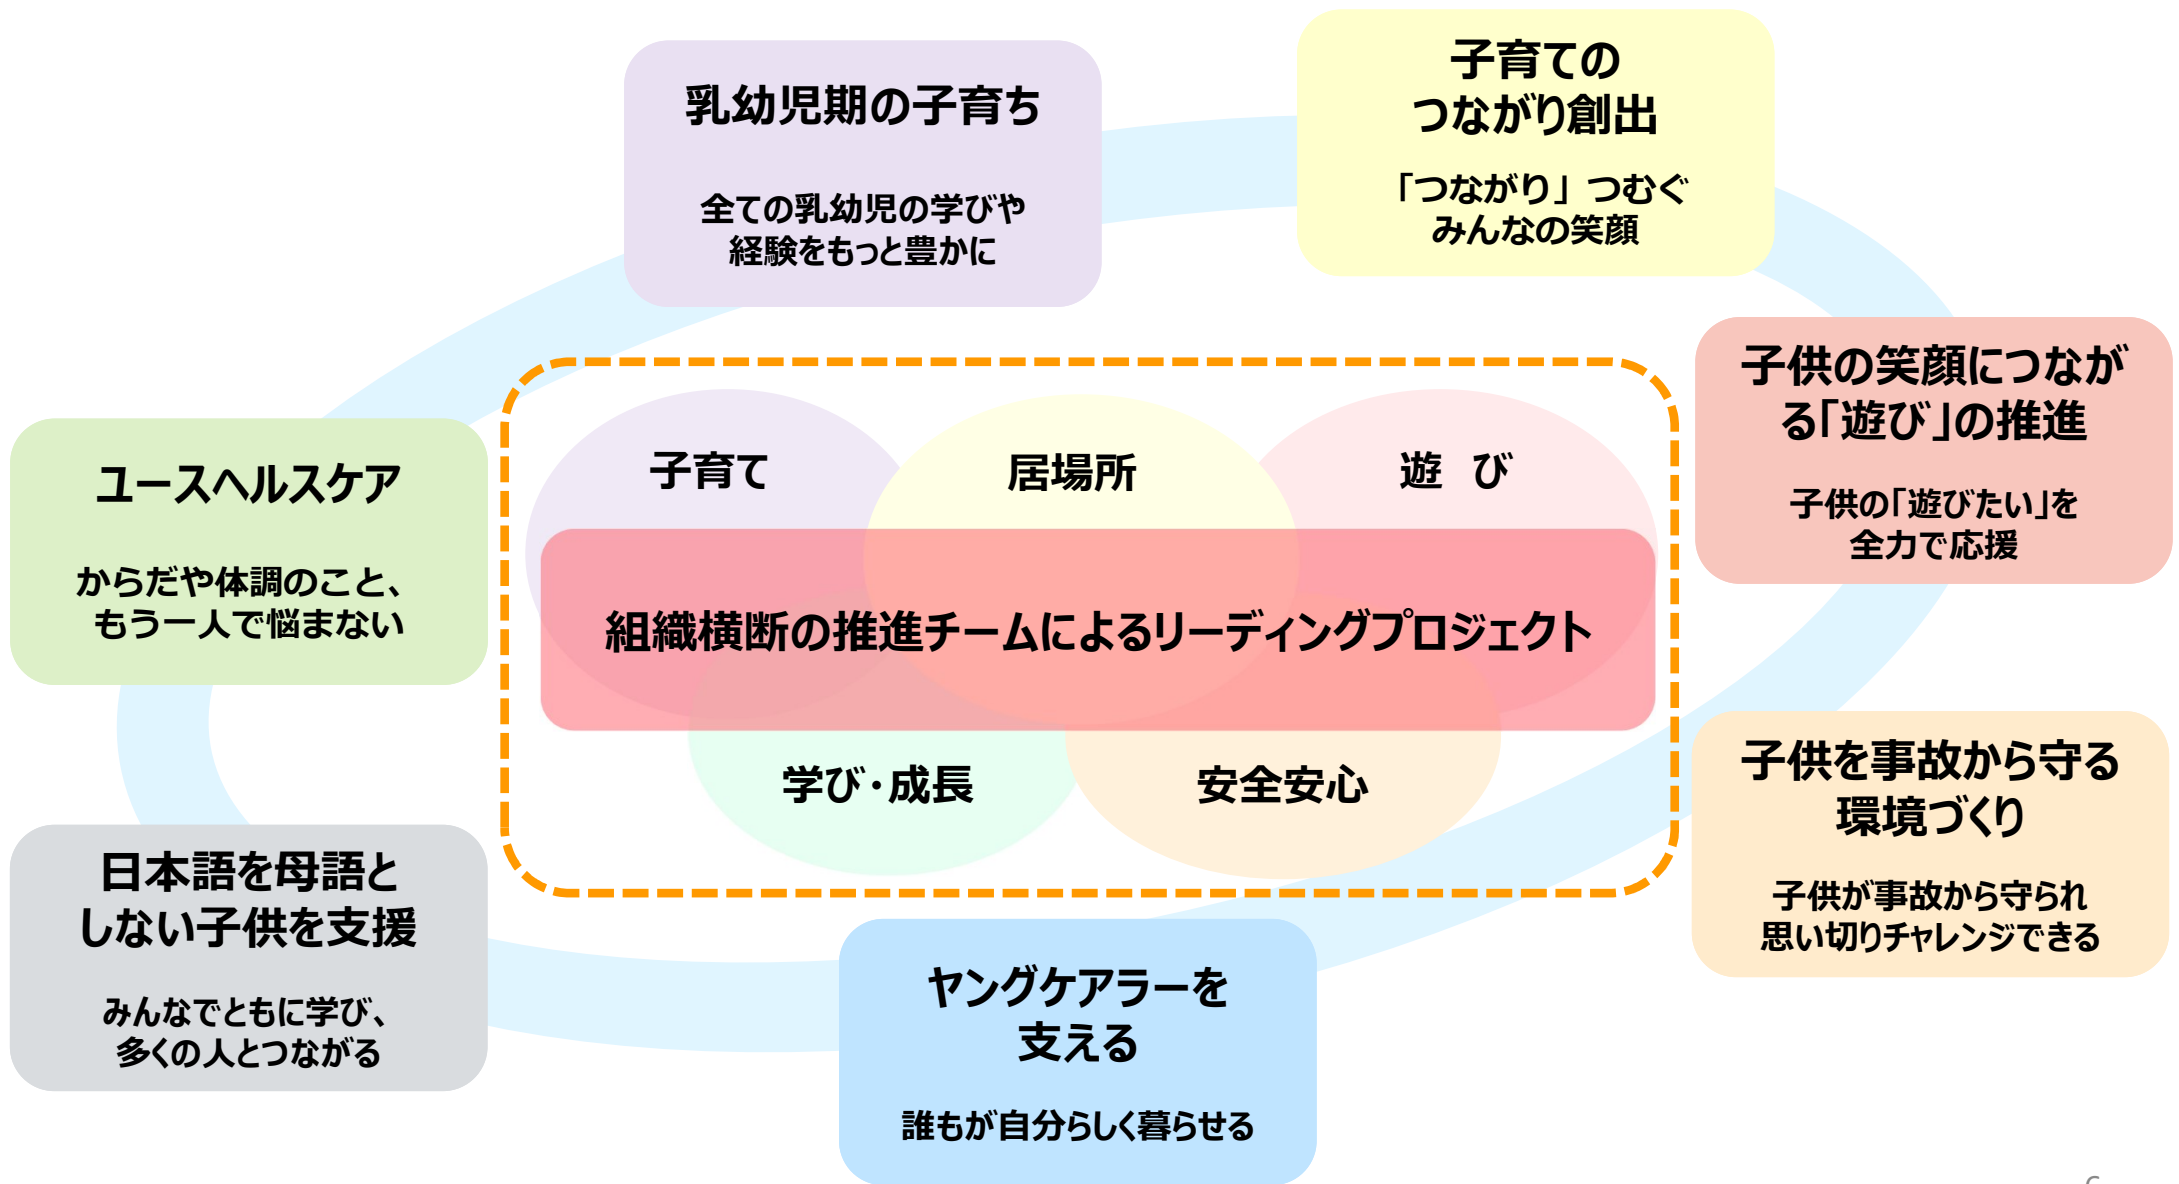 乳幼児期の子育ち
全ての乳幼児の学びや
経験をもっと豊かに
子育ての
つながり創出
「つながり」つむぐ
みんなの笑顔
子供の笑顔につなが
る「遊び」の推進
子供の「遊びたい」を
全力で応援
ユースヘルスケア
からだや体調のこと、
もう一人で悩まない
子育て
居場所
遊 び
組織横断の推進チームによるリーディングプロジェクト
学び・成長
安全安心
子供を事故から守る
環境づくり
子供が事故から守られ
思い切りチャレンジできる
日本語を母語と
しない子供を支援
みんなでともに学び、
多くの人とつながる
ヤングケアラーを
支える
誰もが自分らしく暮らせる